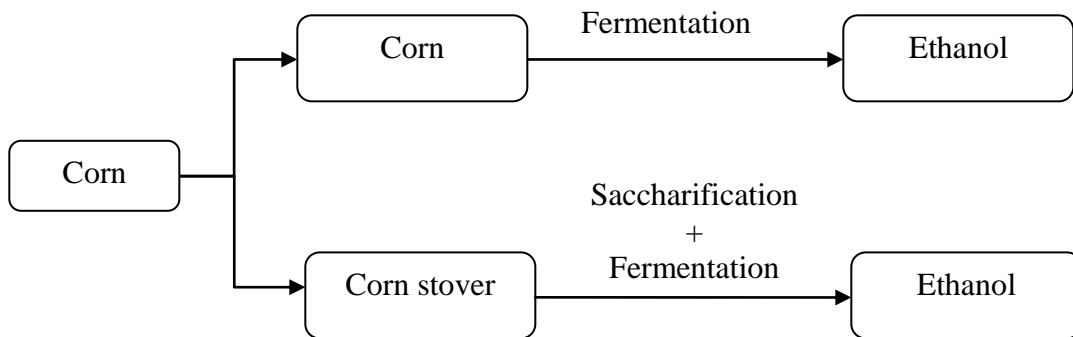 Corn
Corn
Fermentation
Ethanol
Corn stover
Saccharification
+
Fermentation
Ethanol